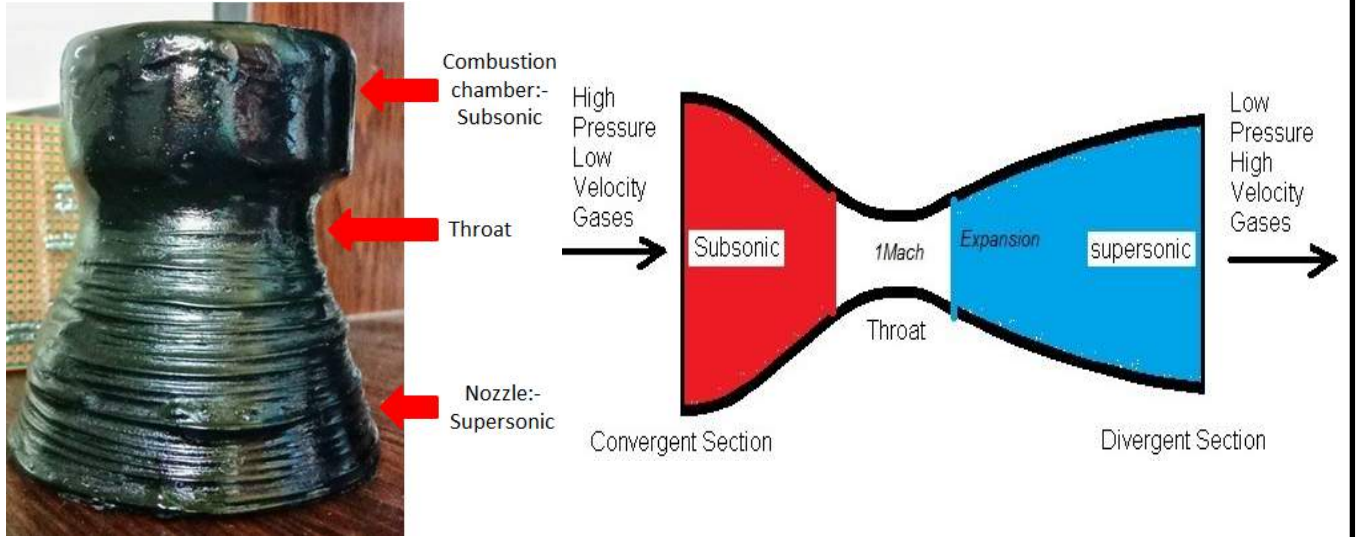 Combustion
chamber:-
Subsonic
Throat
Nozzle:-
Supersonic
High
Pressure
Low
Velocity
Gases
Subsonic
1Mach
Expansion
supersonic
Throat
Low
Pressure
High
Velocity
Gases
Convergent Section
Divergent Section